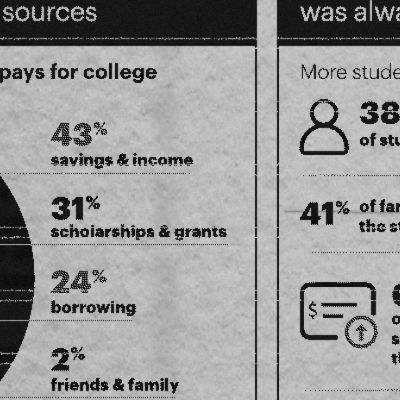 sources
pays for college
43%
savings & income
31%
scholarships & grants
24%
borrowing
2%
friends & family
was alwa
More stude
38
of stu
41% of fam
the st
$